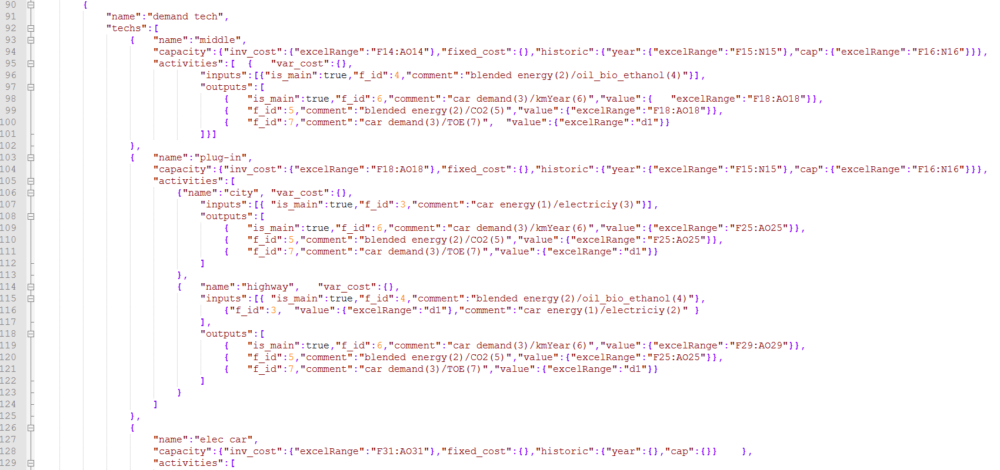 90 {
91 "name":"demand tech",
92 "techs":[
93 { "name":"middle",
94 "capacity":{"inv_cost":{"excelRange":"F14:AO14"},"fixed_cost":{},"historic":{"year":{"excelRange":"F15:N15"},"cap":{"excelRange":"F16:N16"}}},
95 "activities":[ { "var_cost":{},
96 "inputs":[{"is_main":true,"f_id":4,"comment":"blended energy(2)/oil_bio_ethanol(4)"}],
97 "outputs":[
98 { "is_main":true,"f_id":6,"comment":"car demand(3)/kmYear(6)","value":{ "excelRange":"F18:AO18"}},
99 { "f_id":5,"comment":"blended energy(2)/CO2(5)","value":{"excelRange":"F18:AO18"}},
100 { "f_id":7,"comment":"car demand(3)/TOE(7)", "value":{"excelRange":"d1"}}
101 ]}]
102 },
103 { "name":"plug-in",
104 "capacity":{"inv_cost":{"excelRange":"F18:AO18"},"fixed_cost":{},"historic":{"year":{"excelRange":"F15:N15"},"cap":{"excelRange":"F16:N16"}}},
105 "activities":[
106 {"name":"city", "var_cost":{},
107 "inputs":[{ "is_main":true,"f_id":3,"comment":"car energy(1)/electriciy(3)"}],
108 "outputs":[
109 { "is_main":true,"f_id":6,"comment":"car demand(3)/kmYear(6)","value":{"excelRange":"F25:AO25"}},
110 { "f_id":5,"comment":"blended energy(2)/CO2(5)","value":{"excelRange":"F25:AO25"}},
111 { "f_id":7,"comment":"car demand(3)/TOE(7)","value":{"excelRange":"d1"}}
112 ]
113 },
114 { "name":"highway", "var_cost":{},
115 "inputs":[{ "is_main":true,"f_id":4,"comment":"blended energy(2)/oil_bio_ethanol(4)"},
116 {"f_id":3, "value":{"excelRange":"d1"},"comment":"car energy(1)/electriciy(2)" }
117 ],
118 "outputs":[
119 { "is_main":true,"f_id":6,"comment":"car demand(3)/kmYear(6)","value":{"excelRange":"F29:AO29"}},
120 { "f_id":5,"comment":"blended energy(2)/CO2(5)","value":{"excelRange":"F25:AO25"}},
121 { "f_id":7,"comment":"car demand(3)/TOE(7)","value":{"excelRange":"d1"}}
122 ]
123 }
124 ]
125 },
126 {
127 "name":"elec car",
128 "capacity":{"inv_cost":{"excelRange":"F31:AO31"},"fixed_cost":{},"historic":{"year":{},"cap":{}} },
129 "activities":[